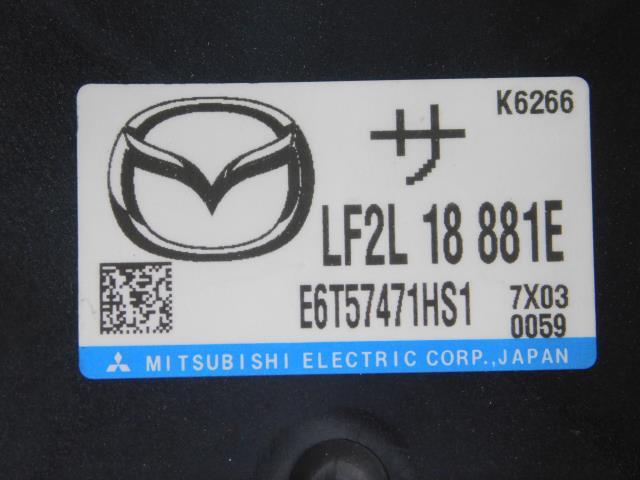 K6266
サ
LF2L 18 881E
E6T57471HS1 7X03
0059
MITSUBISHI ELECTRIC CORP.,JAPAN